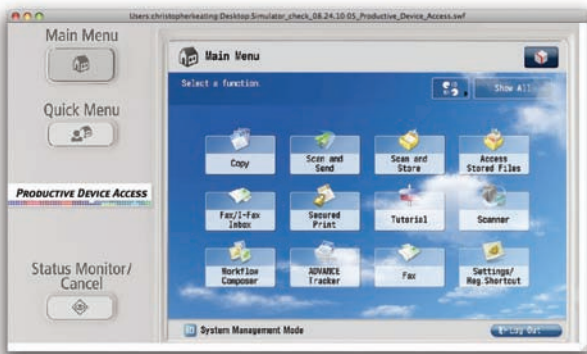 Users:christopherkeating:Desktop:Simulator_check_08.24.10:05_Productive_Device_Access.swf
Main Menu
Quick Menu
PRODUCTIVE DEVICE ACCESS
Status Monitor/
Cancel
Main Menu
Select a function.
Show All
Copy
Scan and
Send
Scan and
Store
Access
Stored Files
Fax/I-Fax
Inbox
Secured
Print
Tutorial
Scanner
Workflow
Composer
ADVANCE
Tracker
Fax
Settings/
Reg.Shortcut
System Management Mode
Log Out